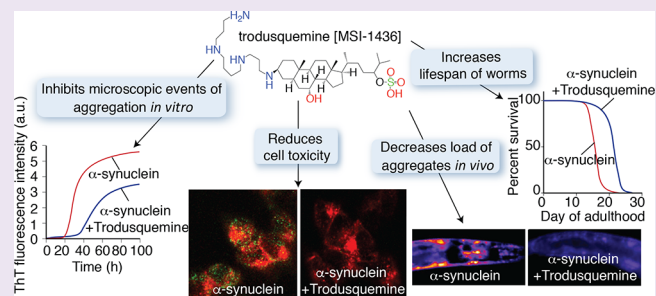 H₂N
trodusquemine [MSI-1436]
NH
HN
HN
OH
O
O
S
O
OH
Inhibits microscopic events of
aggregation in vitro
Increases
lifespan of worms
Reduces
cell toxicity
Decreases load of
aggregates in vivo
ThT fluorescence intensity (a.u.)
6
5
4
3
2
1
0
α-synuclein
α-synuclein
+Trodusquemine
0 20 40 60 80 100
Time (h)
α-synuclein
α-synuclein
+Trodusquemine
α-synuclein
α-synuclein
+Trodusquemine
α-synuclein
+Trodusquemine
Percent survival
100
50
0
α-synuclein
0 10 20 30
Day of adulthood